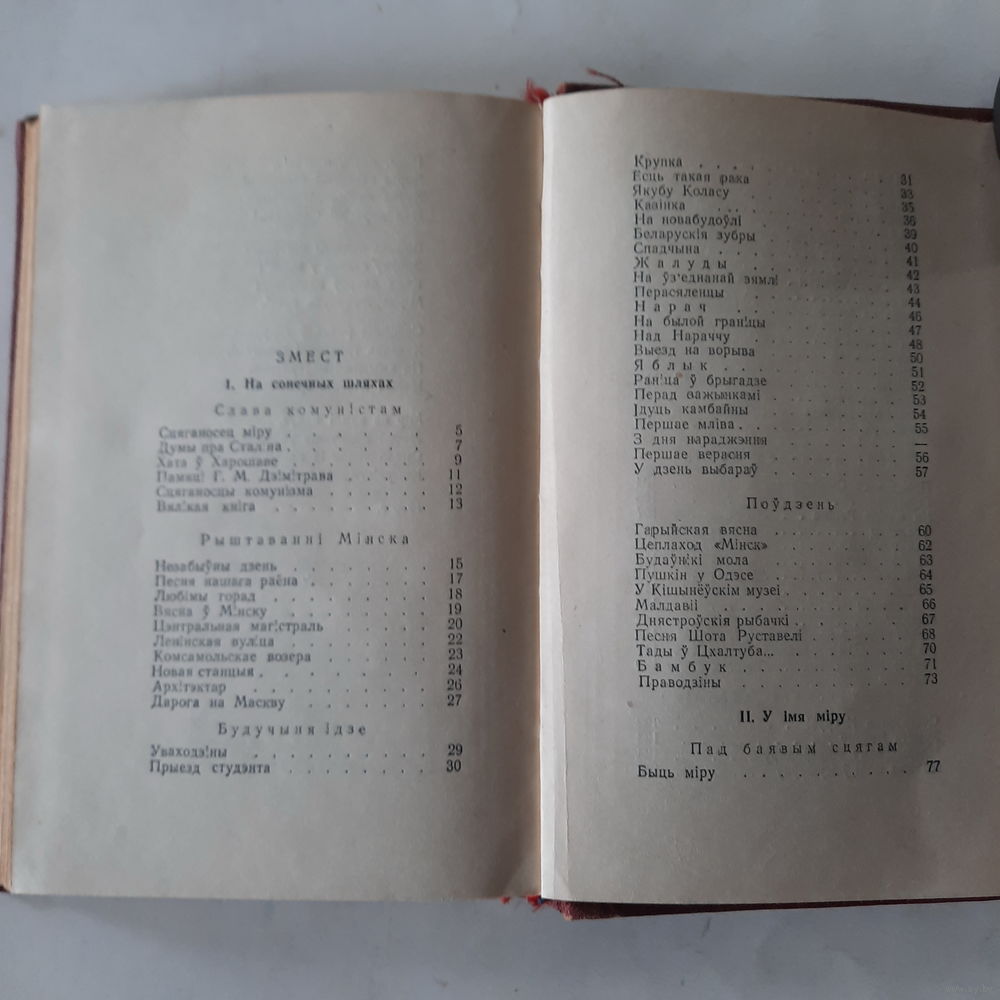 ЗМЕСТ
I. На сонечных шляхах
Слава комуністам
Сцяганосец міру . . . . . . 5
Думы пра Сталіна . . . . . . 7
Хата ў Харошаве . . . . . . 9
Памяці Г. М. Дзімітрава . . . . 11
Сцяганосцы комунізма . . . . . 12
Вялікая кніга . . . . . . . 13
Рыштаванні Мінска
Незабыўны дзень . . . . . . 15
Песня нашага раёна . . . . . . 17
Любімы горад . . . . . . 18
Вясна ў Мінску . . . . . . 19
Цэнтральная магістраль . . . . . 20
Ленінская вуліца . . . . . . 22
Комсамольскае возера . . . . . 23
Новая станцыя . . . . . . . 24
Архітэктар . . . . . . . 26
Дарога на Маскву . . . . . . 27
Будучыня ідзе
Уваходзіны . . . . . . . 29
Прыезд студэнта . . . . . . 30
Крупка . . . . . . . 31
Ёсць такая рака . . . . . . 33
Якубу Коласу . . . . . . 35
Казінка . . . . . . . 38
На новабудоўлі . . . . . . 39
Беларускія зубры . . . . . . 40
Спадчына . . . . . . . 41
Жалуды . . . . . . . 42
На ўз'еднанай зямлі . . . . . 43
Перасяленцы . . . . . . 44
Нарач . . . . . . . 46
На былой граніцы . . . . . . 47
Над Нараччу . . . . . . 48
Выезд на ворыва . . . . . . 50
Яблык . . . . . . . 51
Раніца ў брыгадзе . . . . . . 52
Перад зажынкамі . . . . . . 53
Ідуць камбайны . . . . . . 54
Першае мліва . . . . . . . 55
З дня нараджэння . . . . . . —
Першае верасня . . . . . . 56
У дзень выбараў . . . . . . 57
Поўдзень
Гарыйская вясна . . . . . . 60
Цеплаход «Мінск» . . . . . . 62
Будаўнікі мола . . . . . . 63
Пушкін у Одэсе . . . . . . 64
У Кішынёўскім музеі . . . . . . 65
Малдавіі . . . . . . . 66
Днястроўскія рыбачкі . . . . . . 67
Песня Шота Руставелі . . . . . 68
Тады ў Цхалтуба... . . . . . . 70
Бамбук . . . . . . . 71
Праводзіны . . . . . . . 73
II. У імя міру
Пад баявым сцягам
Быць міру . . . . . . . . 77